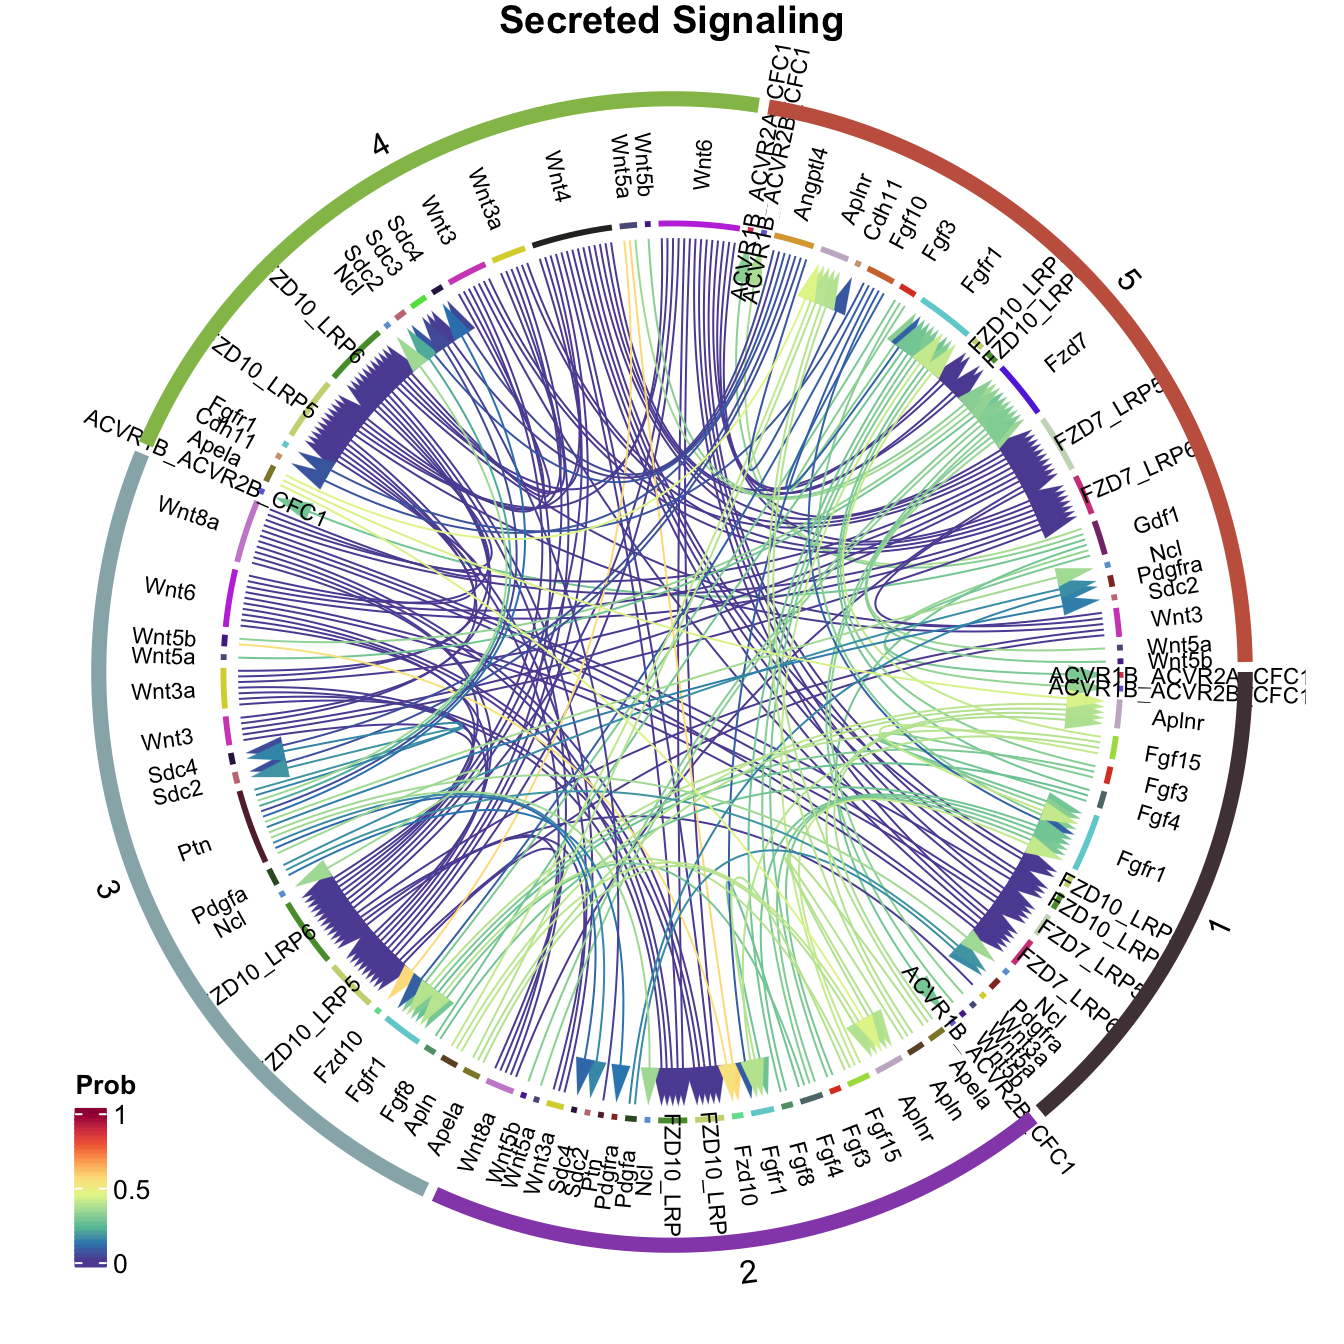 Secreted Signaling
4
Ncl
Sdc2
Sdc3
Sdc4
Wnt3
Wnt3a
Wnt4
Wnt5a
Wnt5b
Wnt6
5
ACVR1B_ACVR2A_CFC1
ACVR1B_ACVR2B_CFC1
Angptl4
Aplnr
Cdh11
Fgf10
Fgf3
Fgfr1
FZD10_LRP
FZD10_LRP
Fzd7
FZD7_LRP5
FZD7_LRP6
Gdf1
Ncl
Pdgfra
Sdc2
Wnt3
Wnt5a
Wnt5b
1
ACVR1B_ACVR2A_CFC1
ACVR1B_ACVR2B_CFC1
Aplnr
Fgf15
Fgf3
Fgf4
Fgfr1
FZD10_LRP
FZD10_LRP
FZD7_LRP5
FZD7_LRP6
Ncl
Pdgfra
Wnt3a
Wnt5a
Wnt5b
2
ACVR1B_ACVR2B_CFC1
Apela
Apln
Aplnr
Fgf15
Fgf3
Fgf4
Fgf8
Fgfr1
Fzd10
FZD10_LRP
FZD10_LRP
Ncl
Pdgfa
Pdgfra
Ptn
Sdc2
Sdc4
Wnt3a
Wnt5a
Wnt5b
Wnt8a
3
Apela
Apln
Fgf8
Fgfr1
Fzd10
ZD10_LRP5
ZD10_LRP6
Ncl
Pdgfa
Ptn
Sdc2
Sdc4
Wnt3
Wnt3a
Wnt5a
Wnt5b
Wnt6
Wnt8a
ACVR1B_ACVR2B_CFC1
Apela
Cdh11
Fgfr1
ZD10_LRP5
ZD10_LRP6
Prob
1
0.5
0